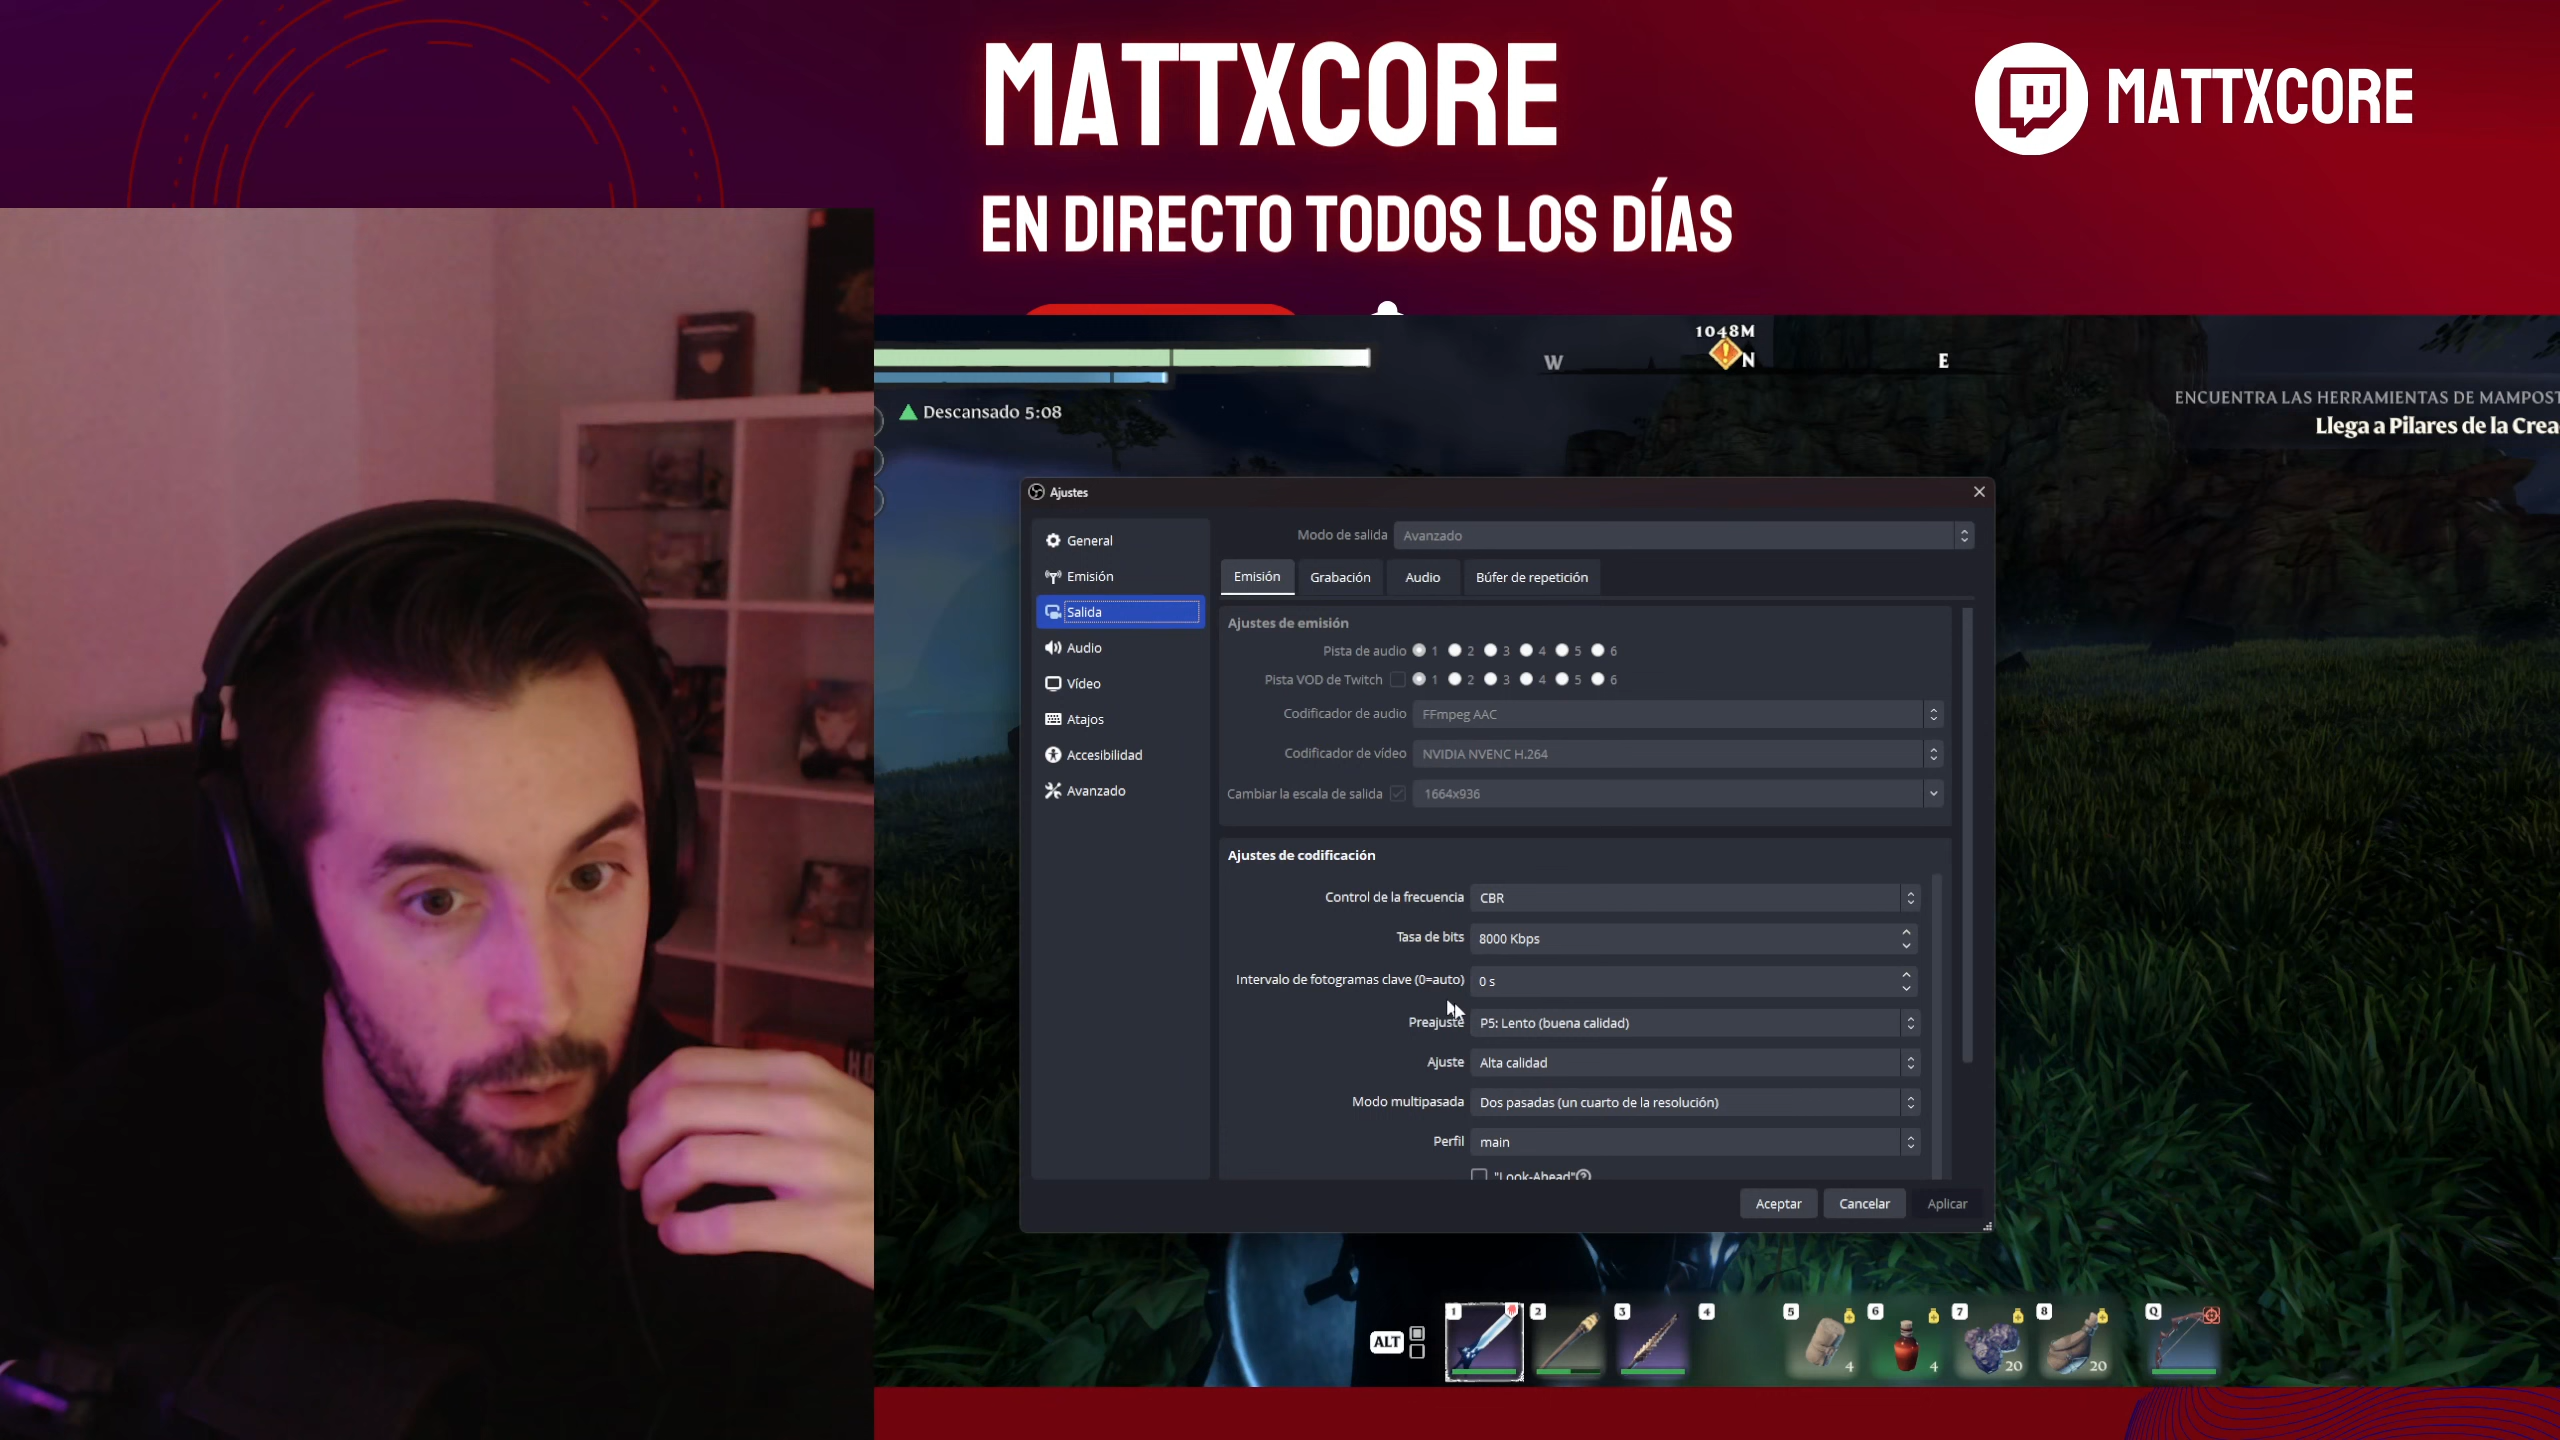 MATTXCORE
MATTXCORE
EN DIRECTO TODOS LOS DÍAS
1048M
W
N
E
Descansado 5:08
ENCUENTRA LAS HERRAMIENTAS DE MAMPOST
Llega a Pilares de la Crea
Ajustes
General
Emisión
Salida
Audio
Vídeo
Atajos
Accesibilidad
Avanzado
Modo de salida Avanzado
Emisión Grabación Audio Búfer de repetición
Ajustes de emisión
Pista de audio 1 2 3 4 5 6
Pista VOD de Twitch 1 2 3 4 5 6
Codificador de audio FFmpeg AAC
Codificador de vídeo NVIDIA NVENC H.264
Cambiar la escala de salida 1664x936
Ajustes de codificación
Control de la frecuencia CBR
Tasa de bits 8000 Kbps
Intervalo de fotogramas clave (0=auto) 0 s
Preajuste P5: Lento (buena calidad)
Ajuste Alta calidad
Modo multipasada Dos pasadas (un cuarto de la resolución)
Perfil main
"Look-Ahead"
Aceptar Cancelar Aplicar
ALT
1 2 3 4 5 6 7 8 Q
4 4 20 20